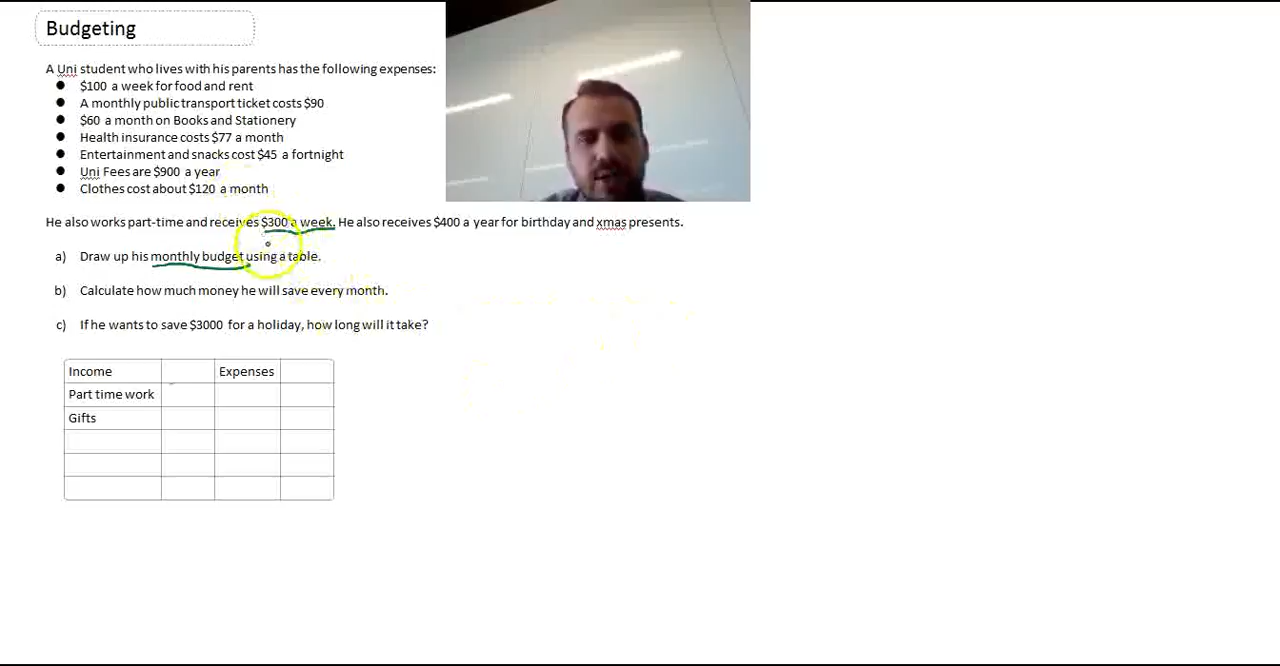 Budgeting
A Uni student who lives with his parents has the following expenses:
● $100 a week for food and rent
● A monthly public transport ticket costs $90
● $60 a month on Books and Stationery
● Health insurance costs $77 a month
● Entertainment and snacks cost $45 a fortnight
● Uni Fees are $900 a year
● Clothes cost about $120 a month
He also works part-time and receives $300 a week. He also receives $400 a year for birthday and xmas presents.
a) Draw up his monthly budget using a table.
b) Calculate how much money he will save every month.
c) If he wants to save $3000 for a holiday, how long will it take?
Income Expenses
Part time work
Gifts